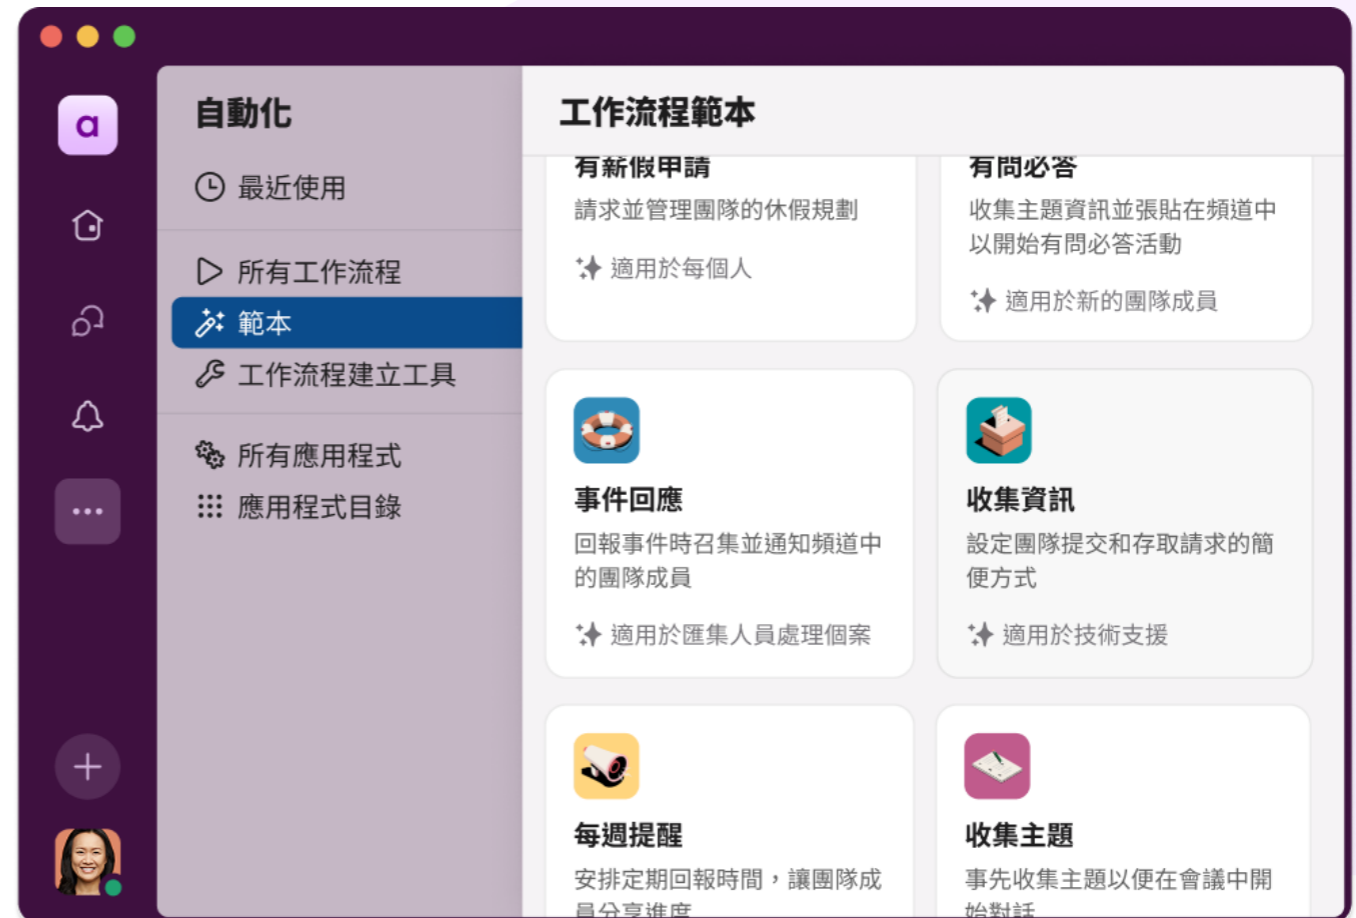 a
自動化
最近使用
所有工作流程
範本
工作流程建立工具
所有應用程式
應用程式目錄
工作流程範本
有薪假申請
請求並管理團隊的休假規劃
適用於每個人
有問必答
收集主題資訊並張貼在頻道中
以開始有問必答活動
適用於新的團隊成員
事件回應
回報事件時召集並通知頻道中
的團隊成員
適用於匯集人員處理個案
收集資訊
設定團隊提交和存取請求的簡
便方式
適用於技術支援
每週提醒
安排定期回報時間，讓團隊成
員分享進度
收集主題
事先收集主題以便在會議中開
始對話